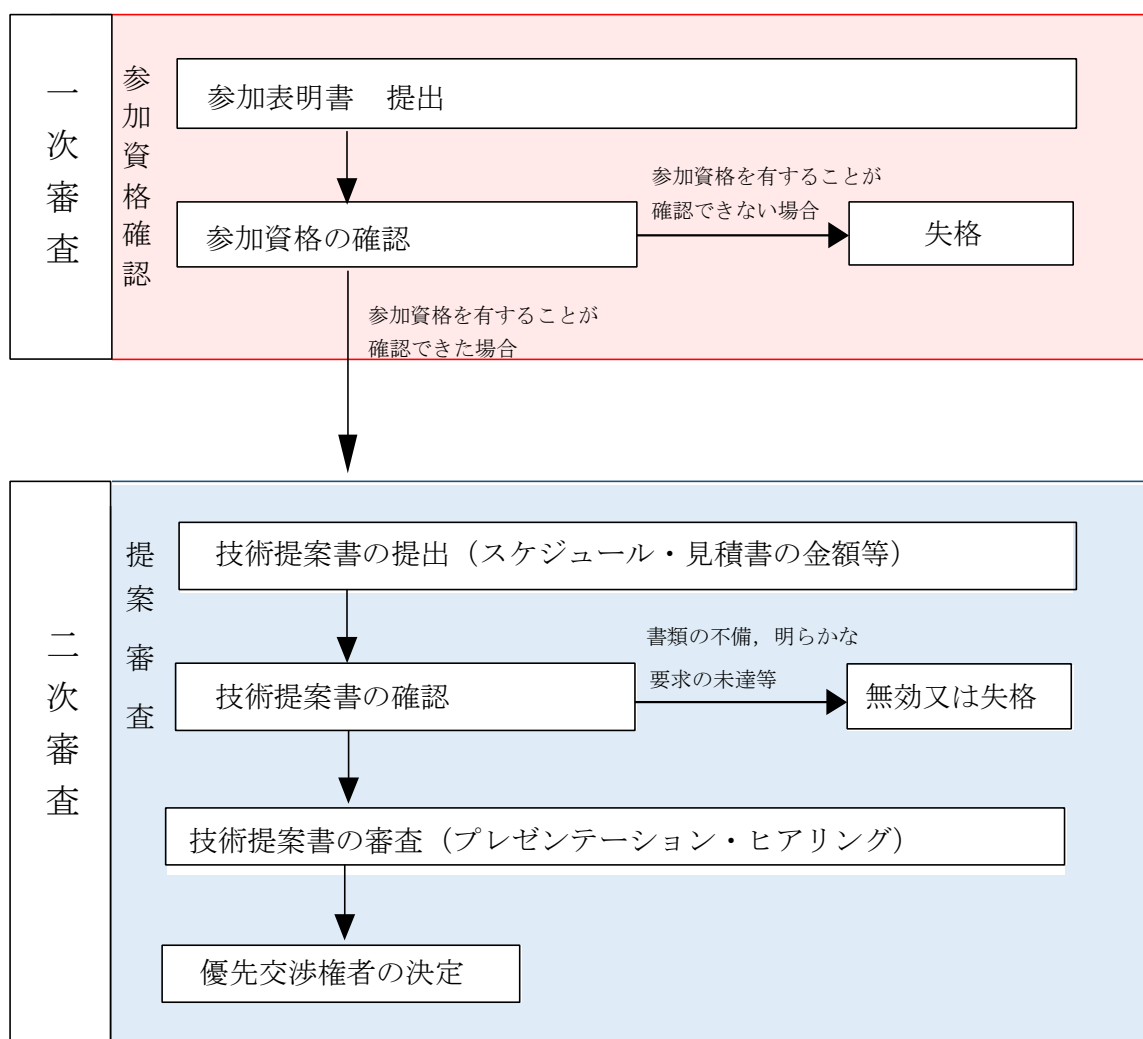 一次審査
参加資格確認
参加表明書　提出
参加資格の確認
参加資格を有することが
確認できない場合
失格
参加資格を有することが
確認できた場合
二次審査
提案審査
技術提案書の提出（スケジュール・見積書の金額等）
技術提案書の確認
書類の不備，明らかな
要求の未達等
無効又は失格
技術提案書の審査（プレゼンテーション・ヒアリング）
優先交渉権者の決定